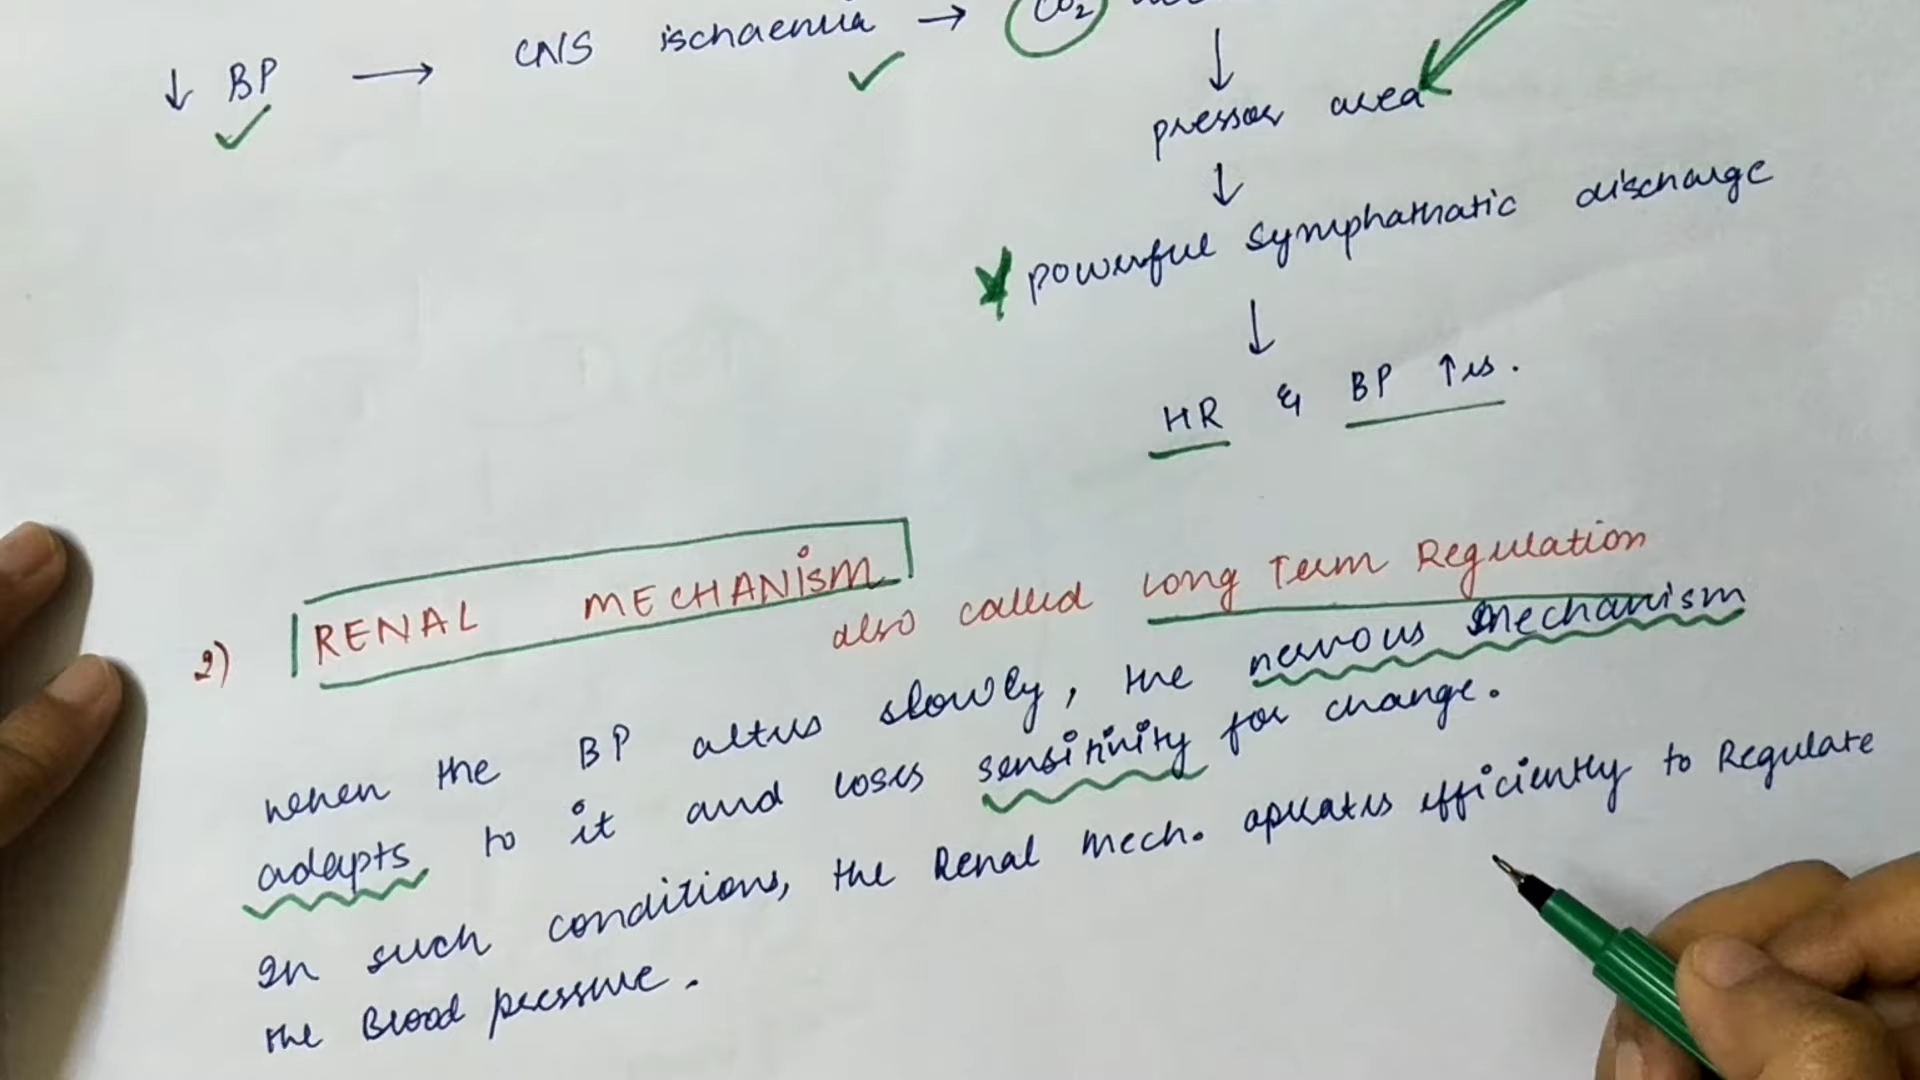 ↓ BP → CNS ischaemia → CO₂
↓
pressor area
↓
powerful symphathatic discharge
↓
HR & BP ↑es.
2) RENAL MECHANiSM
also called Long Term Regulation
when the BP alters slowly, the nervous mechanism
adapts to it and loses sensitivity for change.
In such conditions, the Renal mech. operates efficiently to Regulate
the Blood pressure.